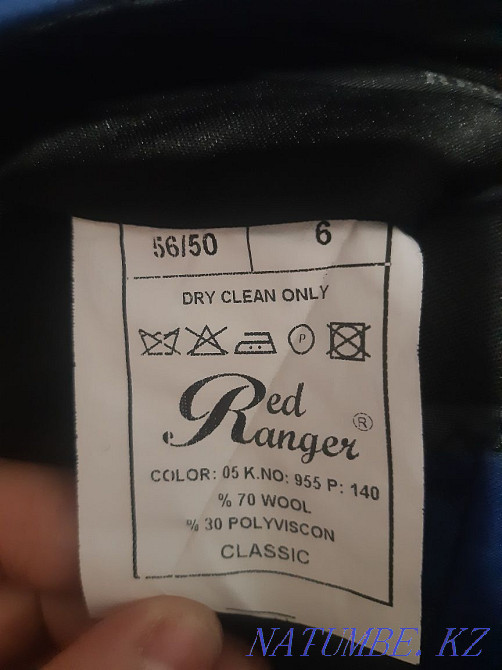 56/50 6
DRY CLEAN ONLY
P
Red
Ranger ®
COLOR: 05 K.NO: 955 P: 140
% 70 WOOL
% 30 POLYVISCON
CLASSIC
NATUMBE.KZ